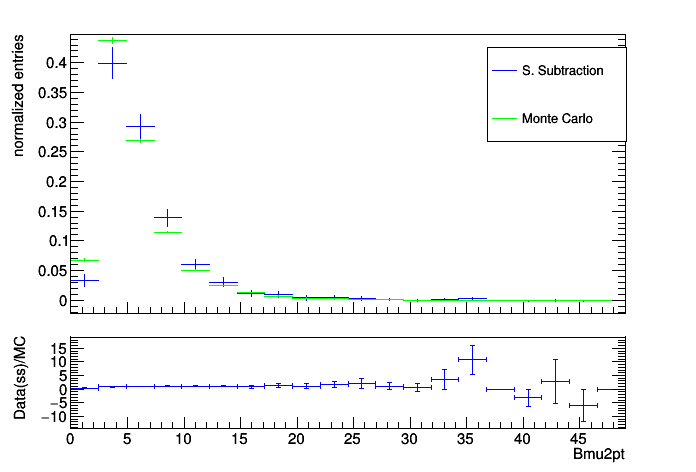 normalized entries
0.4
0.35
0.3
0.25
0.2
0.15
0.1
0.05
0
S. Subtraction
Monte Carlo
Data(ss)/MC
15
10
5
0
−5
−10
0 5 10 15 20 25 30 35 40 45
Bmu2pt